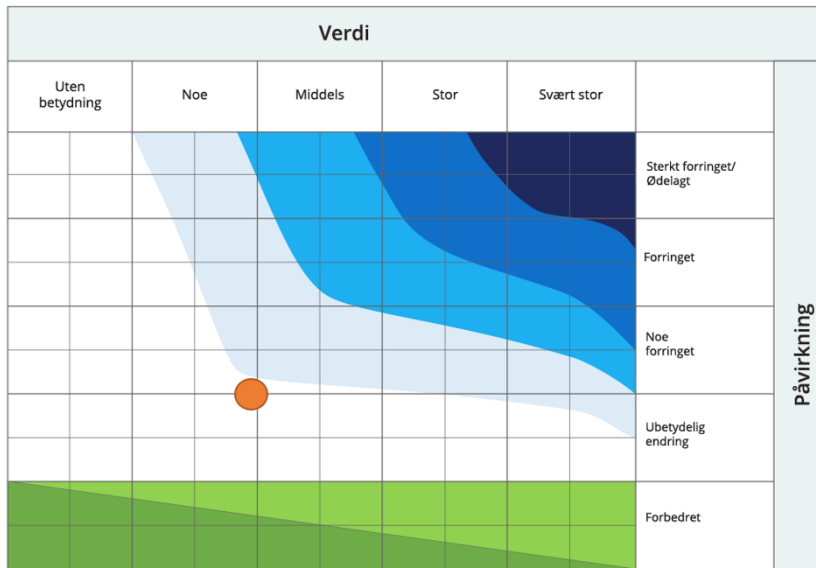 Verdi
Uten
betydning
Noe
Middels
Stor
Svært stor
Sterkt forringet/
Ødelagt
Forringet
Noe
forringet
Ubetydelig
endring
Forbedret
Påvirkning